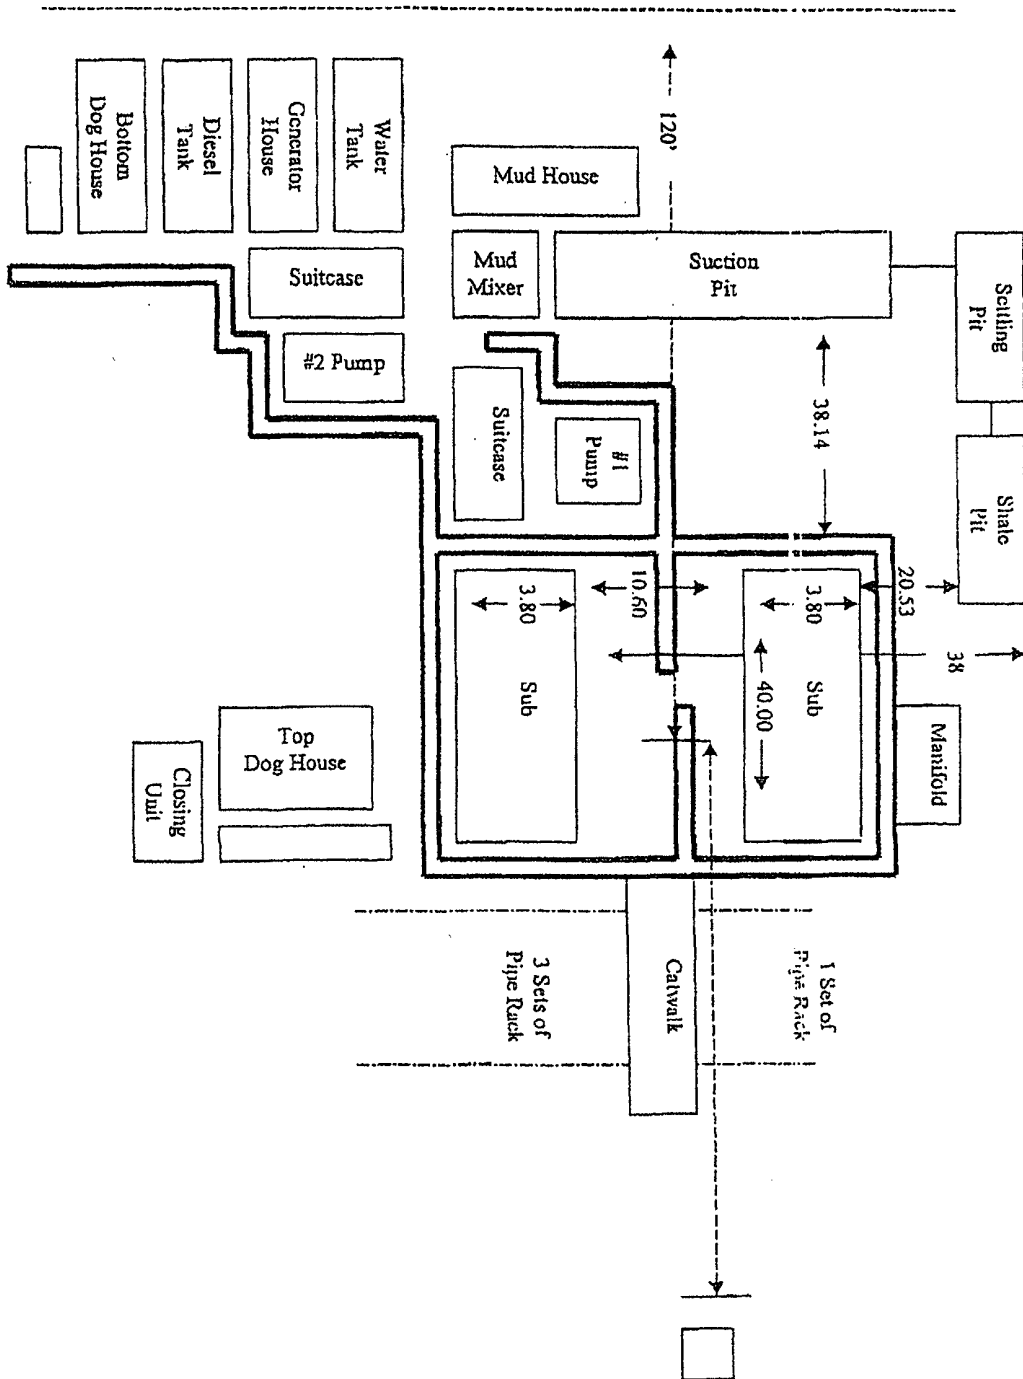 120'
Water
Tank
Generator
House
Diesel
Tank
Bottom
Dog House
Mud House
Mud
Mixer
Suction
Pit
Settling
Pit
Suitcase
#2 Pump
Suitcase
#1
Pump
38.14
Shale
Pit
20.53
3.80
10.60
3.80
38
40.00
Sub
Sub
Manifold
Top
Dog House
Closing
Unit
Catwalk
1 Set of
Pipe Rack
3 Sets of
Pipe Rack